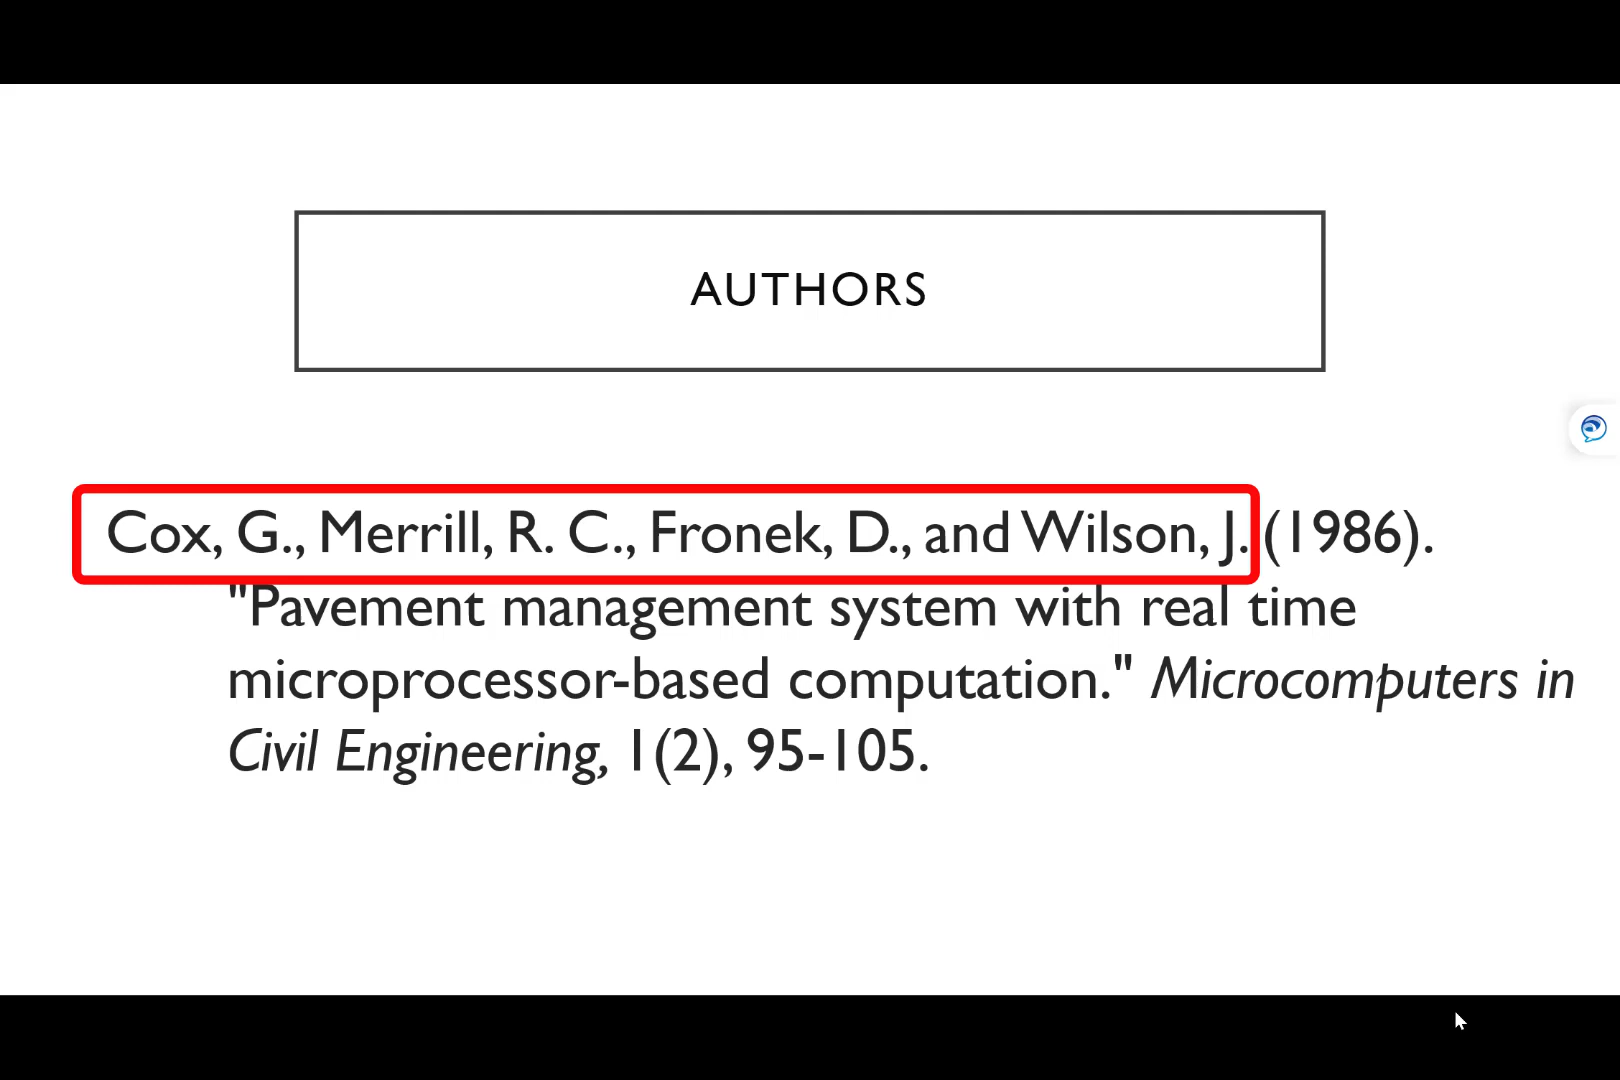 AUTHORS
Cox, G., Merrill, R. C., Fronek, D., and Wilson, J. (1986).
"Pavement management system with real time
microprocessor-based computation." Microcomputers in
Civil Engineering, 1(2), 95-105.